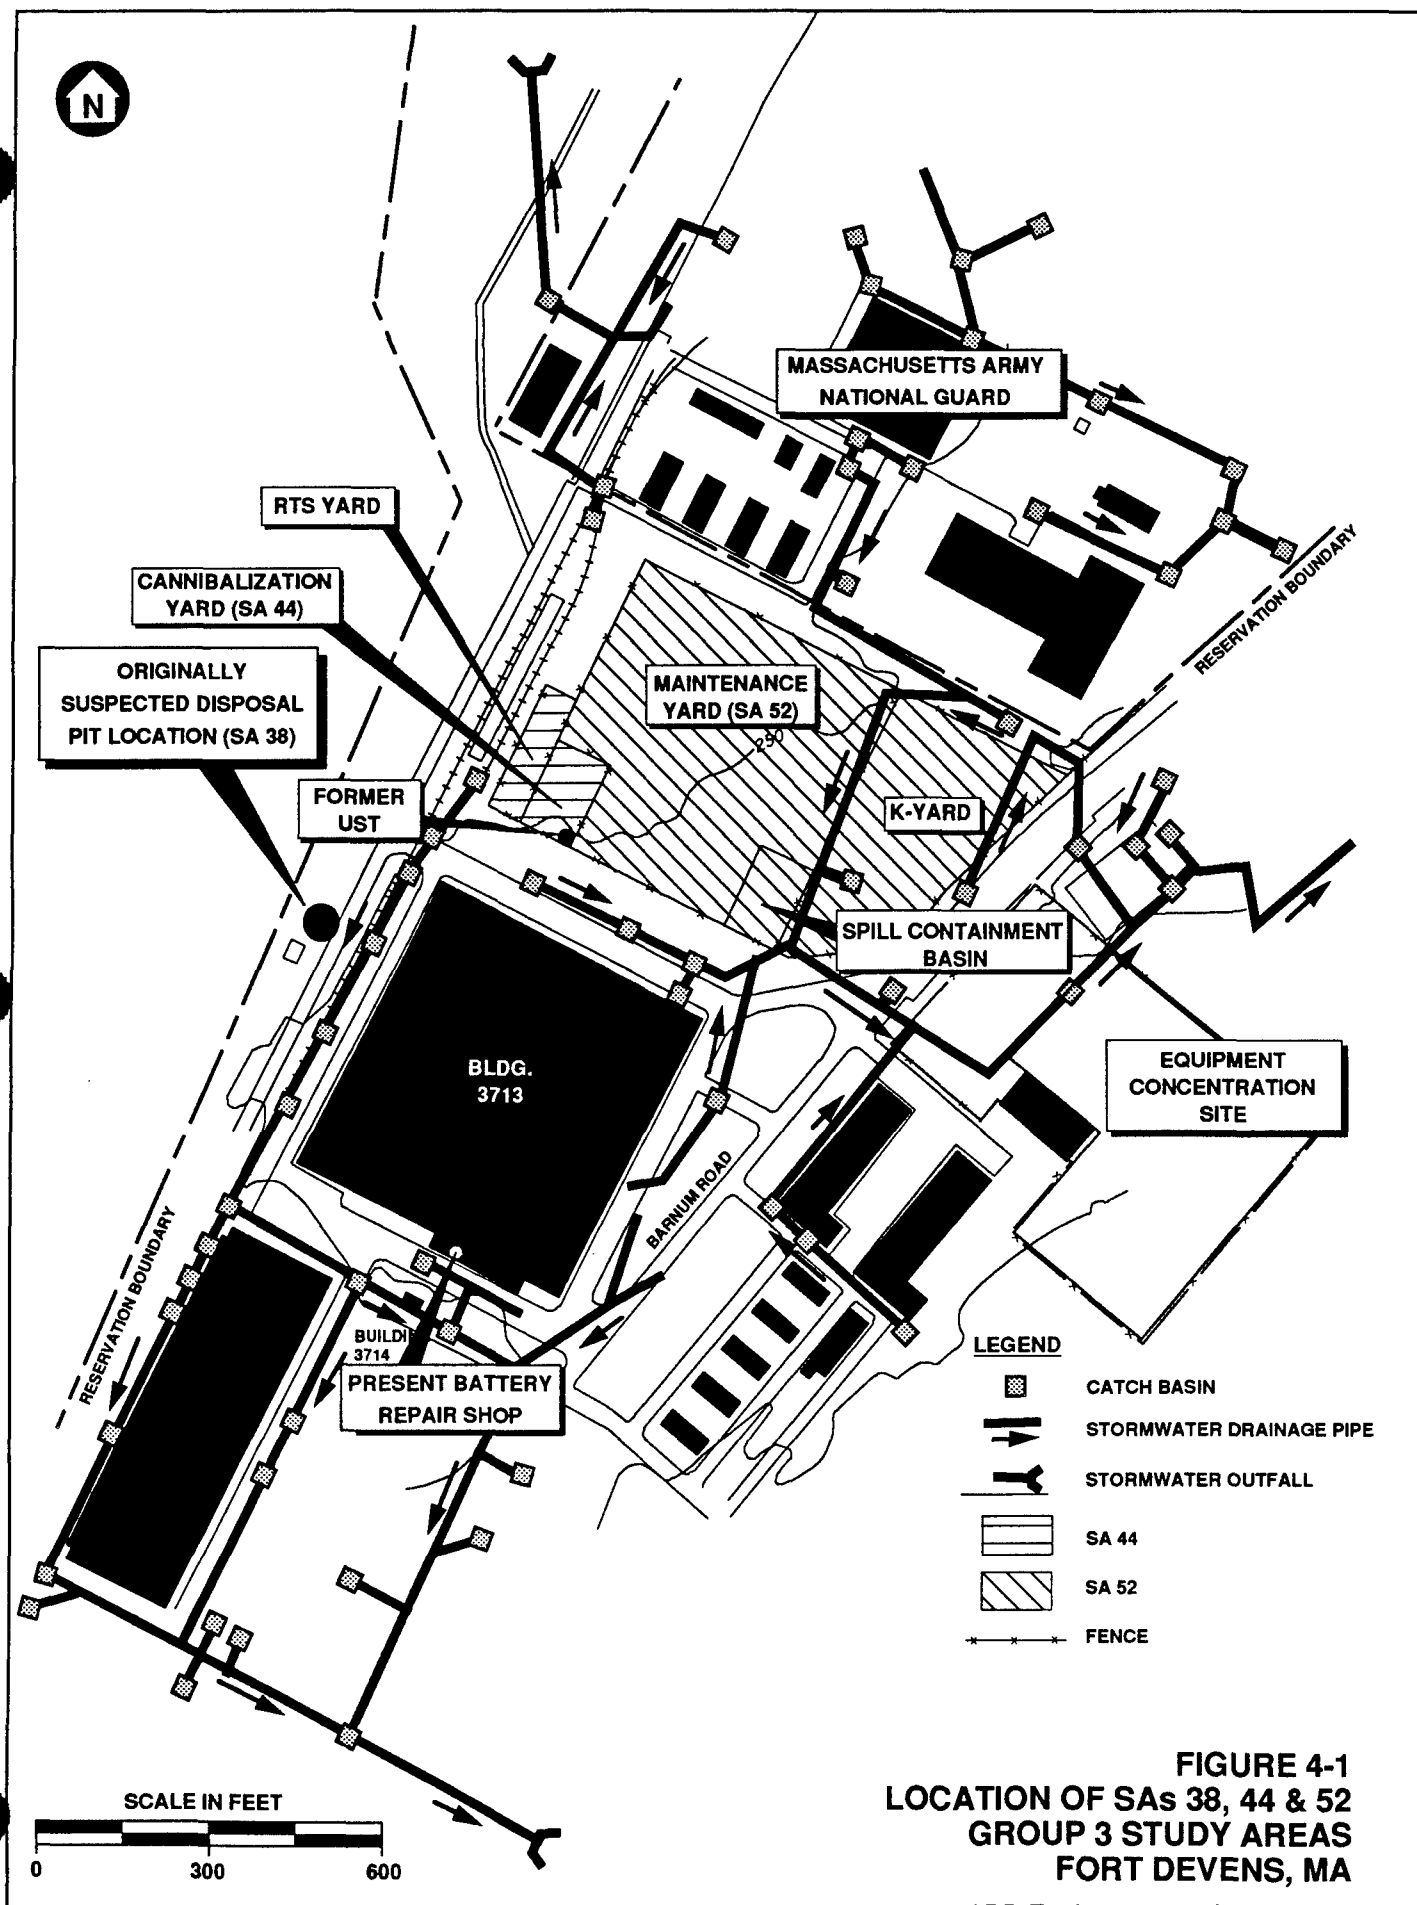 N
MASSACHUSETTS ARMY
NATIONAL GUARD
RTS YARD
CANNIBALIZATION
YARD (SA 44)
ORIGINALLY
SUSPECTED DISPOSAL
PIT LOCATION (SA 38)
RESERVATION BOUNDARY
MAINTENANCE
YARD (SA 52)
250
FORMER
UST
K-YARD
SPILL CONTAINMENT
BASIN
BLDG.
3713
EQUIPMENT
CONCENTRATION
SITE
BARNUM ROAD
RESERVATION BOUNDARY
BUILDI
3714
PRESENT BATTERY
REPAIR SHOP
LEGEND
CATCH BASIN
STORMWATER DRAINAGE PIPE
STORMWATER OUTFALL
SA 44
SA 52
FENCE
FIGURE 4-1
LOCATION OF SAs 38, 44 & 52
GROUP 3 STUDY AREAS
FORT DEVENS, MA
SCALE IN FEET
0 300 600